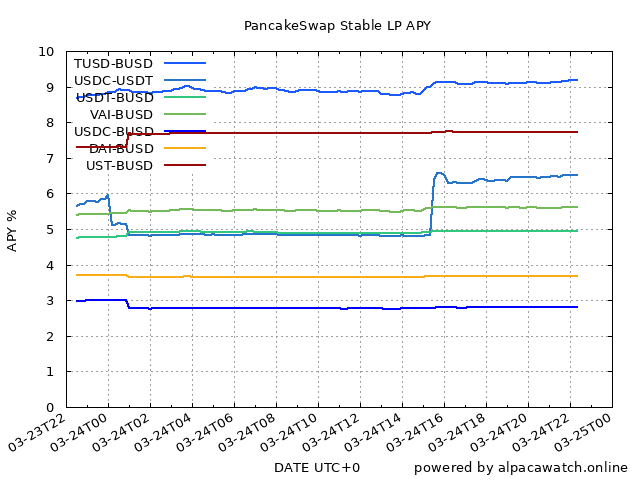 PancakeSwap Stable LP APY
10
9
8
7
6
5
4
3
2
1
0
APY %
TUSD-BUSD
USDC-USDT
USDT-BUSD
VAI-BUSD
USDC-BUSD
DAI-BUSD
UST-BUSD
03-23T22
03-24T00
03-24T02
03-24T04
03-24T06
03-24T08
03-24T10
03-24T12
03-24T14
03-24T16
03-24T18
03-24T20
03-24T22
03-25T00
DATE UTC+0
powered by alpacawatch.online